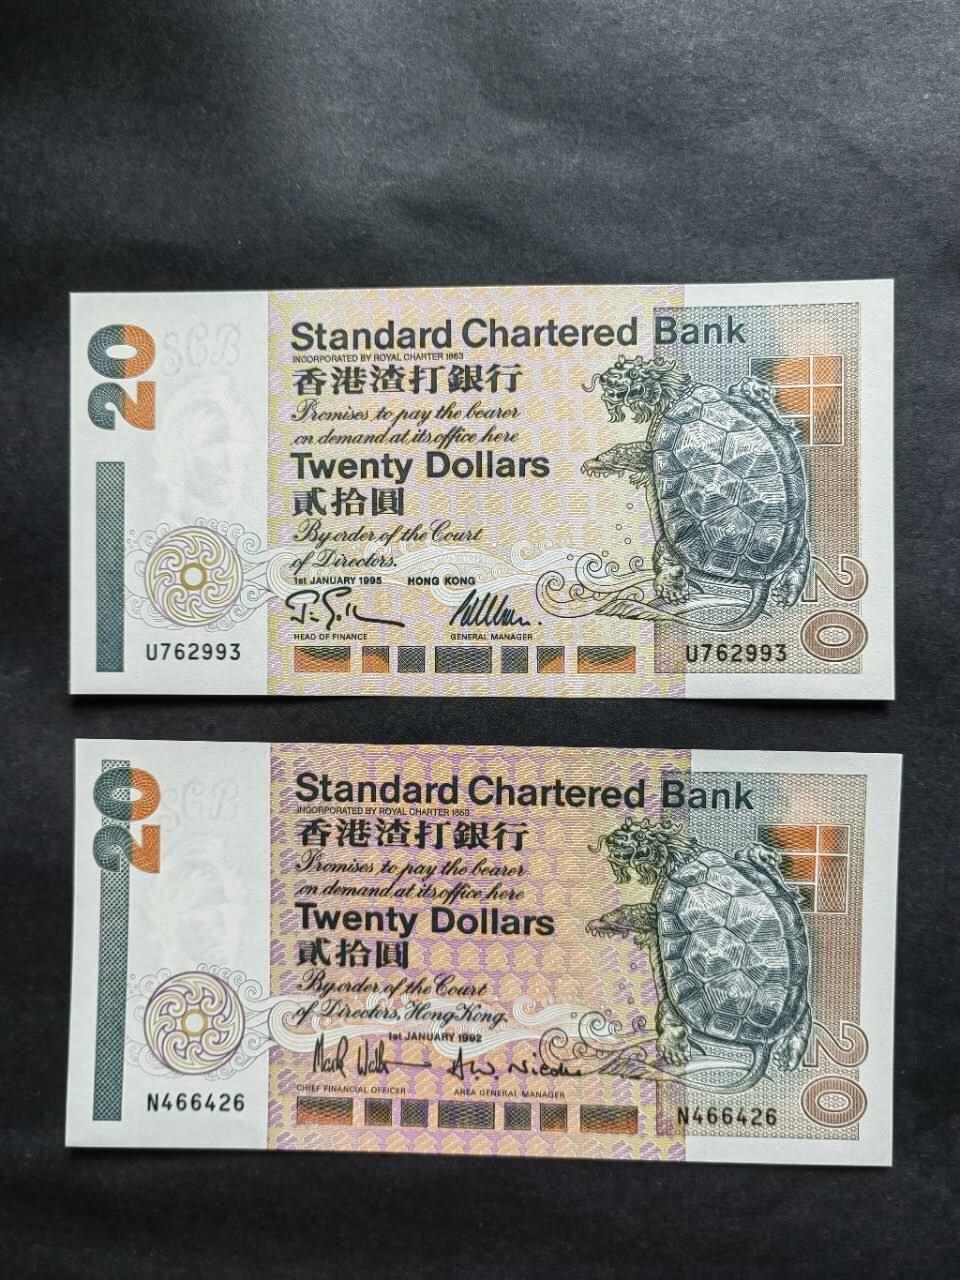 20
SCB
Standard Chartered Bank
INCORPORATED BY ROYAL CHARTER 1853
香港渣打銀行
Promises to pay the bearer
on demand at its office here
Twenty Dollars
貳拾圓
By order of the Court
of Directors.
1st JANUARY 1995 HONG KONG
HEAD OF FINANCE GENERAL MANAGER
U762993 U762993
20
20
SCB
Standard Chartered Bank
INCORPORATED BY ROYAL CHARTER 1853
香港渣打銀行
Promises to pay the bearer
on demand at its office here
Twenty Dollars
貳拾圓
By order of the Court
of Directors, Hong Kong.
1st JANUARY 1992
CHIEF FINANCIAL OFFICER AREA GENERAL MANAGER
N466426 N466426
20